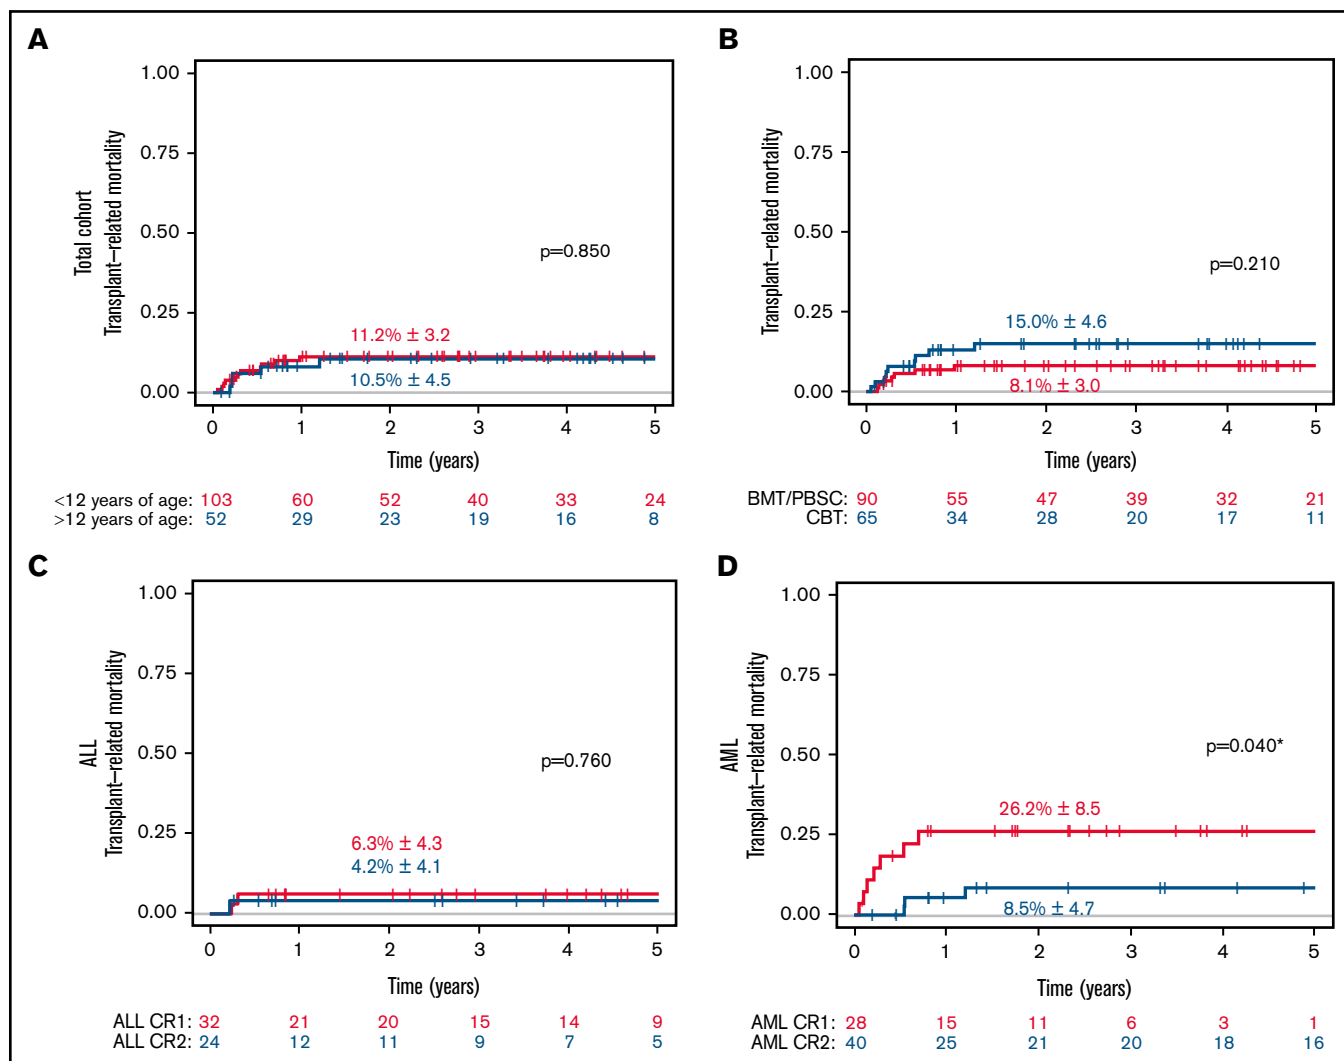 A
Total cohort
Transplant–related mortality
1.00
0.75
0.50
0.25
0.00
p=0.850
11.2% ± 3.2
10.5% ± 4.5
0 1 2 3 4 5
Time (years)
<12 years of age: 103 60 52 40 33 24
>12 years of age: 52 29 23 19 16 8
B
Transplant–related mortality
1.00
0.75
0.50
0.25
0.00
p=0.210
15.0% ± 4.6
8.1% ± 3.0
0 1 2 3 4 5
Time (years)
BMT/PBSC: 90 55 47 39 32 21
CBT: 65 34 28 20 17 11
C
ALL
Transplant–related mortality
1.00
0.75
0.50
0.25
0.00
p=0.760
6.3% ± 4.3
4.2% ± 4.1
0 1 2 3 4 5
Time (years)
ALL CR1: 32 21 20 15 14 9
ALL CR2: 24 12 11 9 7 5
D
AML
Transplant–related mortality
1.00
0.75
0.50
0.25
0.00
p=0.040*
26.2% ± 8.5
8.5% ± 4.7
0 1 2 3 4 5
Time (years)
AML CR1: 28 15 11 6 3 1
AML CR2: 40 25 21 20 18 16